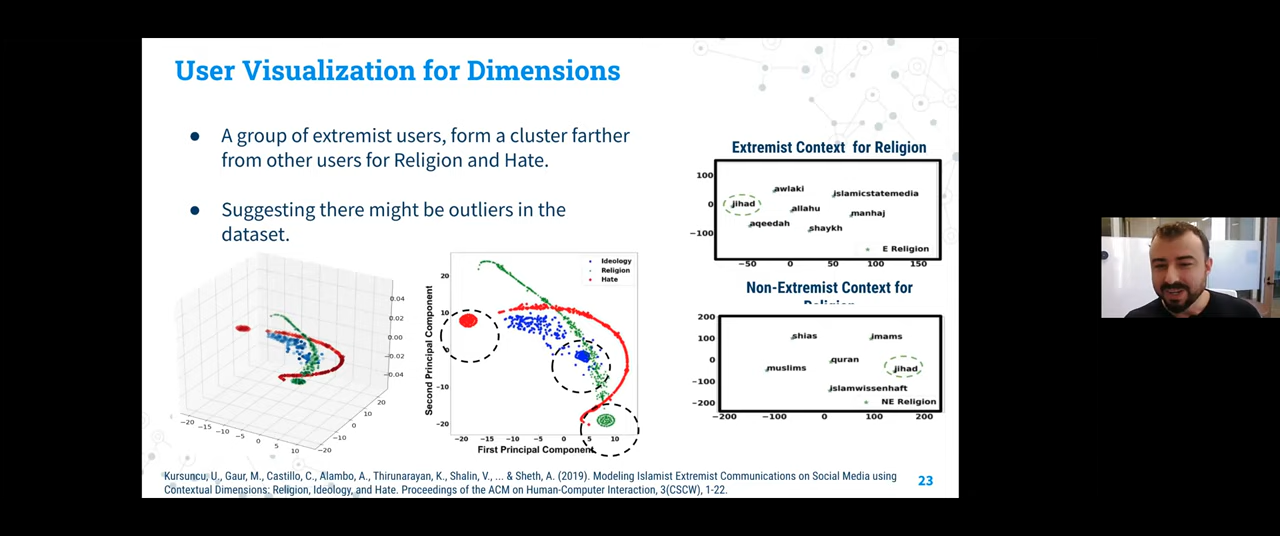 User Visualization for Dimensions
● A group of extremist users, form a cluster farther
from other users for Religion and Hate.
● Suggesting there might be outliers in the
dataset.
0.04
0.02
0.00
−0.02
−0.04
20
10
0
−10
−20
−20
−15
−10
−5
0
5
10
Second Principal Component
20
10
0
−10
−20
Ideology
Religion
Hate
−20 −15 −10 −5 0 5 10
First Principal Component
Extremist Context for Religion
100
0
−100
awlaki
islamicstatemedia
jihad
allahu
manhaj
aqeedah
shaykh
E Religion
−50 0 50 100 150
Non-Extremist Context for
Religion
200
100
0
−100
−200
shias
imams
quran
muslims
jihad
islamwissenhaft
NE Religion
−200 −100 0 100 200
Kursuncu, U., Gaur, M., Castillo, C., Alambo, A., Thirunarayan, K., Shalin, V., ... & Sheth, A. (2019). Modeling Islamist Extremist Communications on Social Media using
Contextual Dimensions: Religion, Ideology, and Hate. Proceedings of the ACM on Human-Computer Interaction, 3(CSCW), 1-22.
23